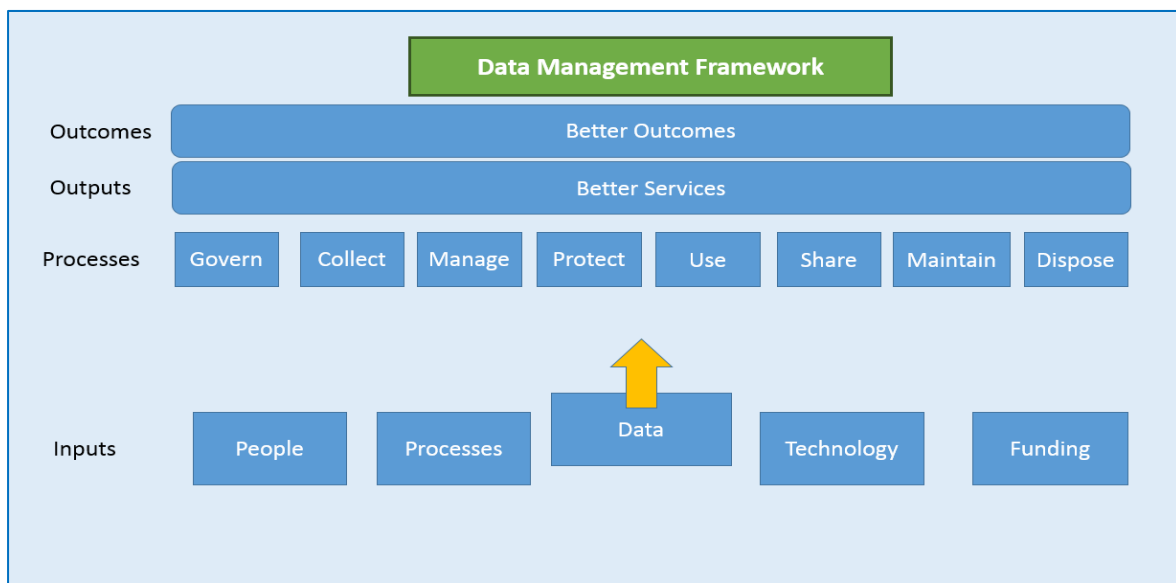 Data Management Framework
Outcomes
Better Outcomes
Outputs
Better Services
Processes
Govern
Collect
Manage
Protect
Use
Share
Maintain
Dispose
Inputs
People
Processes
Data
Technology
Funding